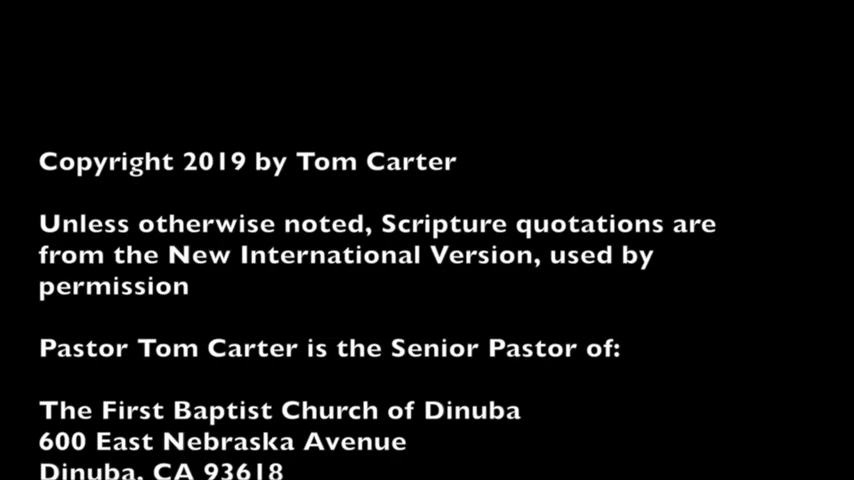 Copyright 2019 by Tom Carter
Unless otherwise noted, Scripture quotations are
from the New International Version, used by
permission
Pastor Tom Carter is the Senior Pastor of:
The First Baptist Church of Dinuba
600 East Nebraska Avenue
Dinuba, CA 93618